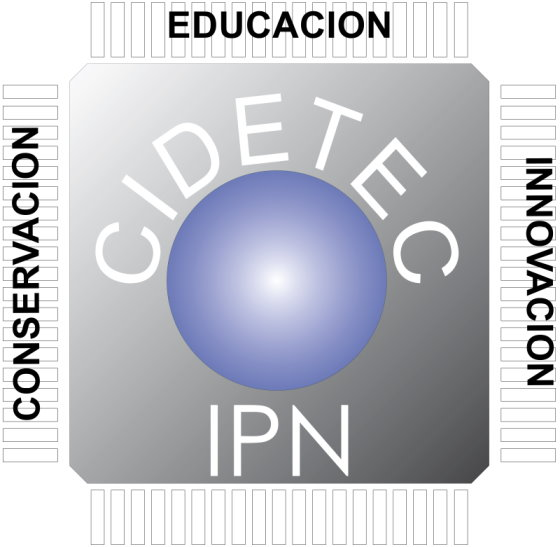 EDUCACION
CONSERVACION
CIDETEC
INNOVACION
IPN